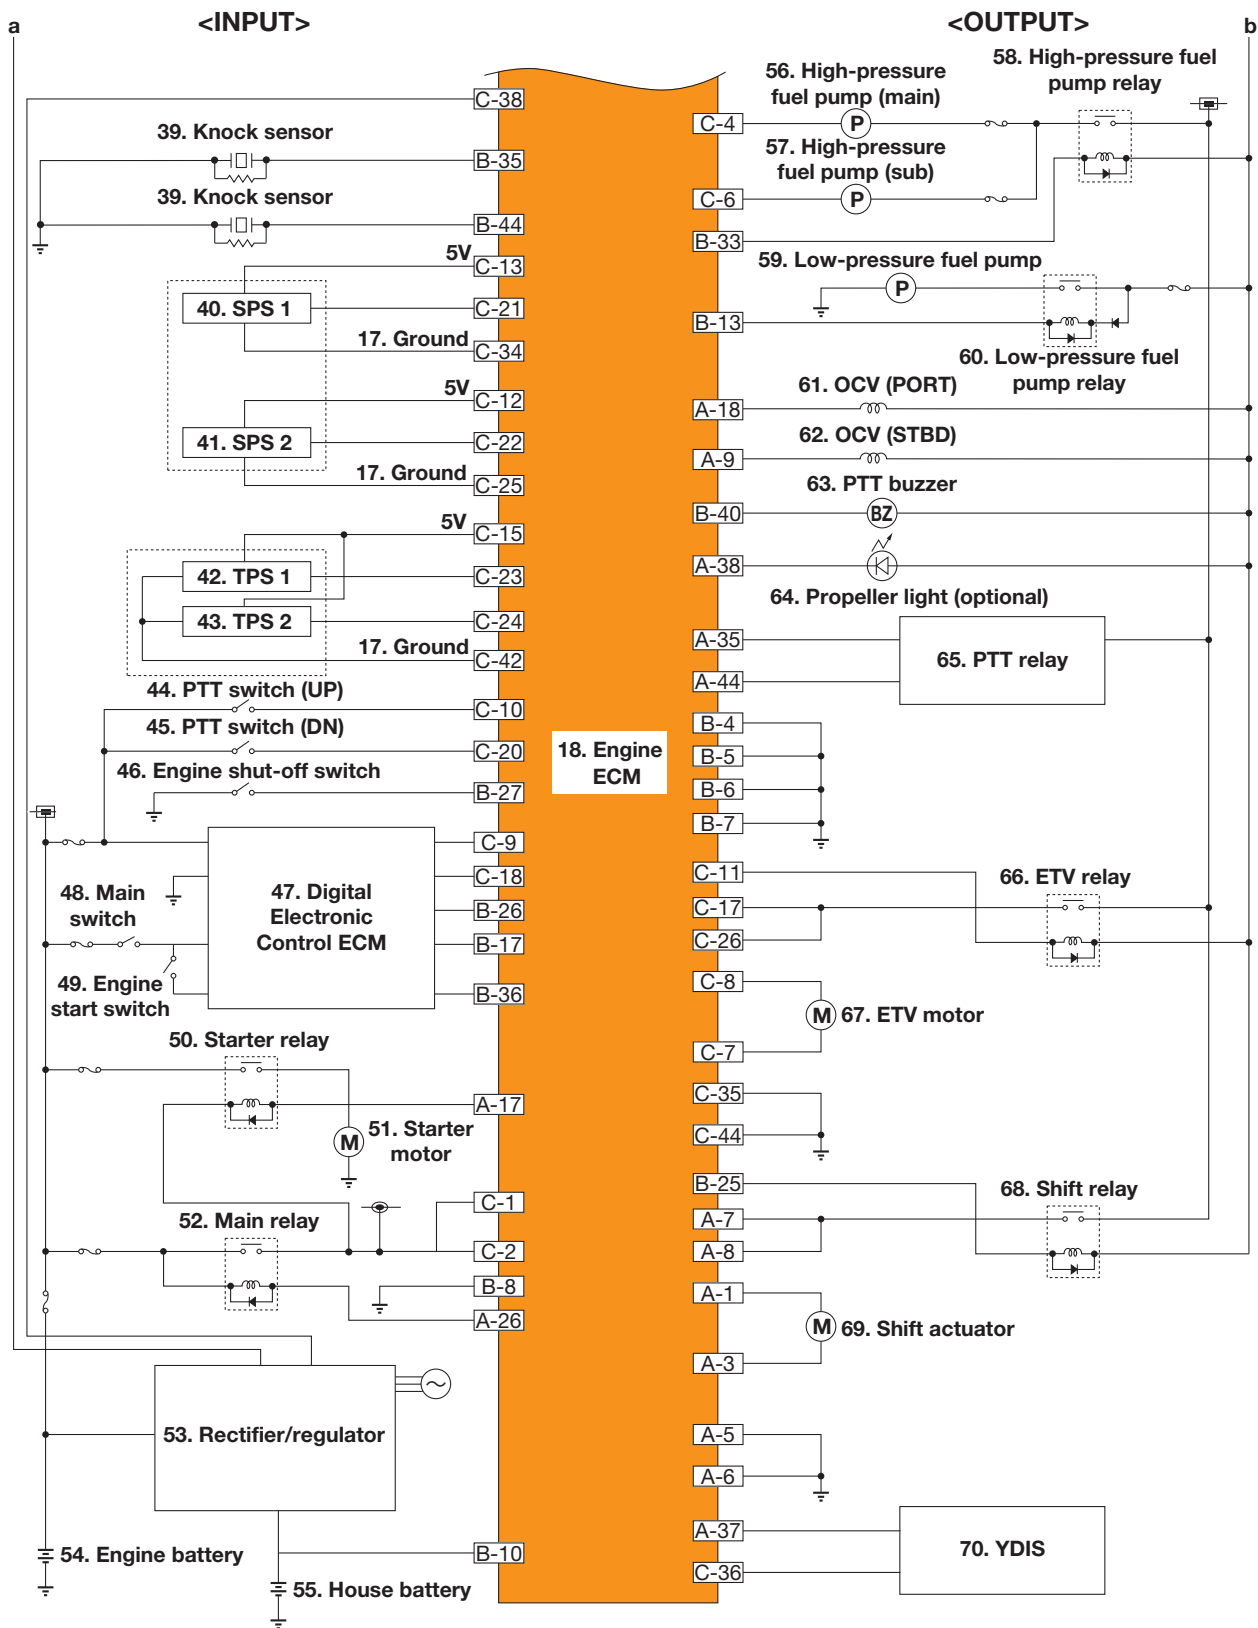 a
<INPUT>
<OUTPUT>
b
C-38
39. Knock sensor
B-35
39. Knock sensor
B-44
5V
C-13
40. SPS 1
C-21
17. Ground
C-34
5V
C-12
41. SPS 2
C-22
17. Ground
C-25
5V
C-15
42. TPS 1
C-23
43. TPS 2
C-24
17. Ground
C-42
44. PTT switch (UP)
C-10
45. PTT switch (DN)
C-20
46. Engine shut-off switch
B-27
C-9
C-18
47. Digital
Electronic
Control ECM
B-26
B-17
B-36
48. Main
switch
49. Engine
start switch
50. Starter relay
A-17
M
51. Starter
motor
C-1
52. Main relay
C-2
B-8
A-26
53. Rectifier/regulator
54. Engine battery
B-10
55. House battery
18. Engine
ECM
56. High-pressure
fuel pump (main)
58. High-pressure fuel
pump relay
C-4
P
57. High-pressure
fuel pump (sub)
C-6
P
B-33
59. Low-pressure fuel pump
P
B-13
60. Low-pressure fuel
pump relay
61. OCV (PORT)
A-18
62. OCV (STBD)
A-9
63. PTT buzzer
B-40
BZ
A-38
64. Propeller light (optional)
A-35
65. PTT relay
A-44
B-4
B-5
B-6
B-7
C-11
66. ETV relay
C-17
C-26
C-8
M
67. ETV motor
C-7
C-35
C-44
B-25
68. Shift relay
A-7
A-8
A-1
M
69. Shift actuator
A-3
A-5
A-6
A-37
70. YDIS
C-36